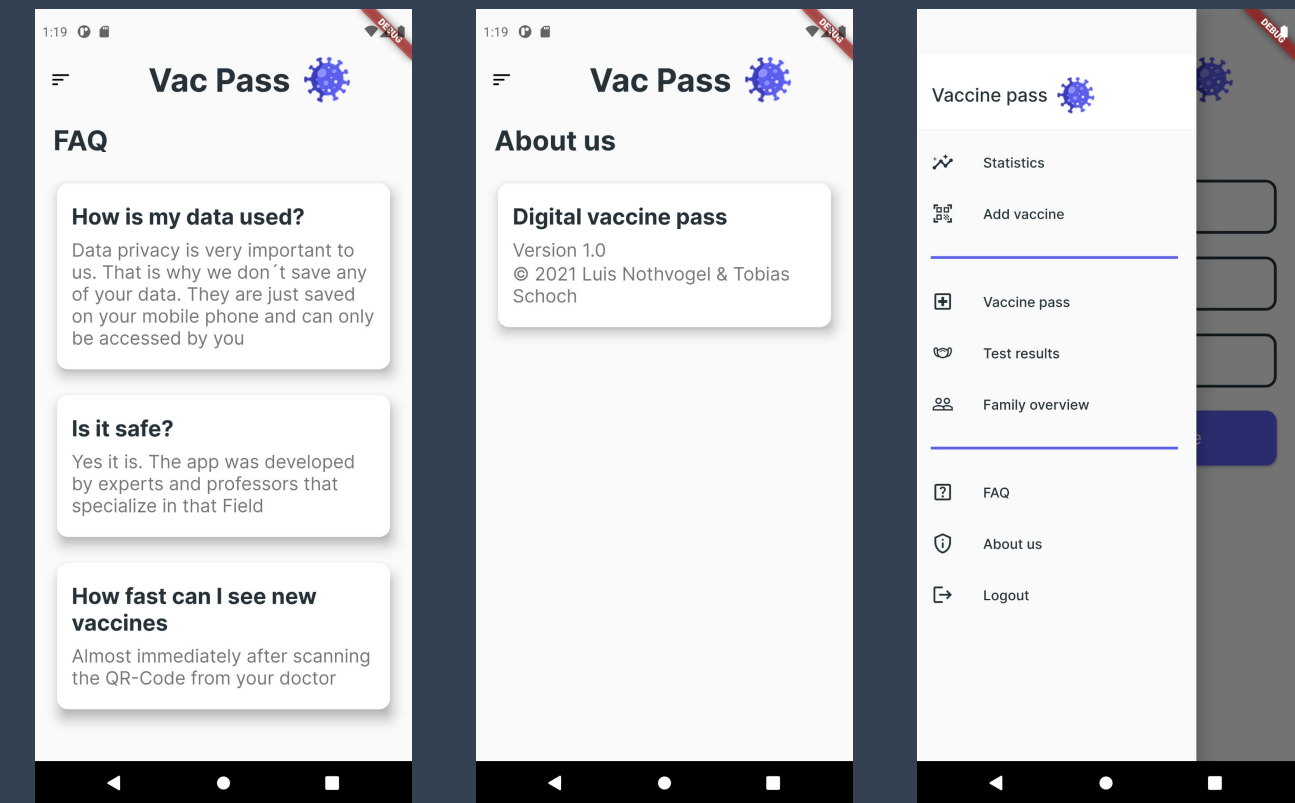 1:19
DEBUG
Vac Pass
FAQ
How is my data used?
Data privacy is very important to
us. That is why we don´t save any
of your data. They are just saved
on your mobile phone and can only
be accessed by you
Is it safe?
Yes it is. The app was developed
by experts and professors that
specialize in that Field
How fast can I see new
vaccines
Almost immediately after scanning
the QR-Code from your doctor
1:19
DEBUG
Vac Pass
About us
Digital vaccine pass
Version 1.0
© 2021 Luis Nothvogel & Tobias
Schoch
DEBUG
Vaccine pass
Statistics
Add vaccine
Vaccine pass
Test results
Family overview
FAQ
About us
Logout